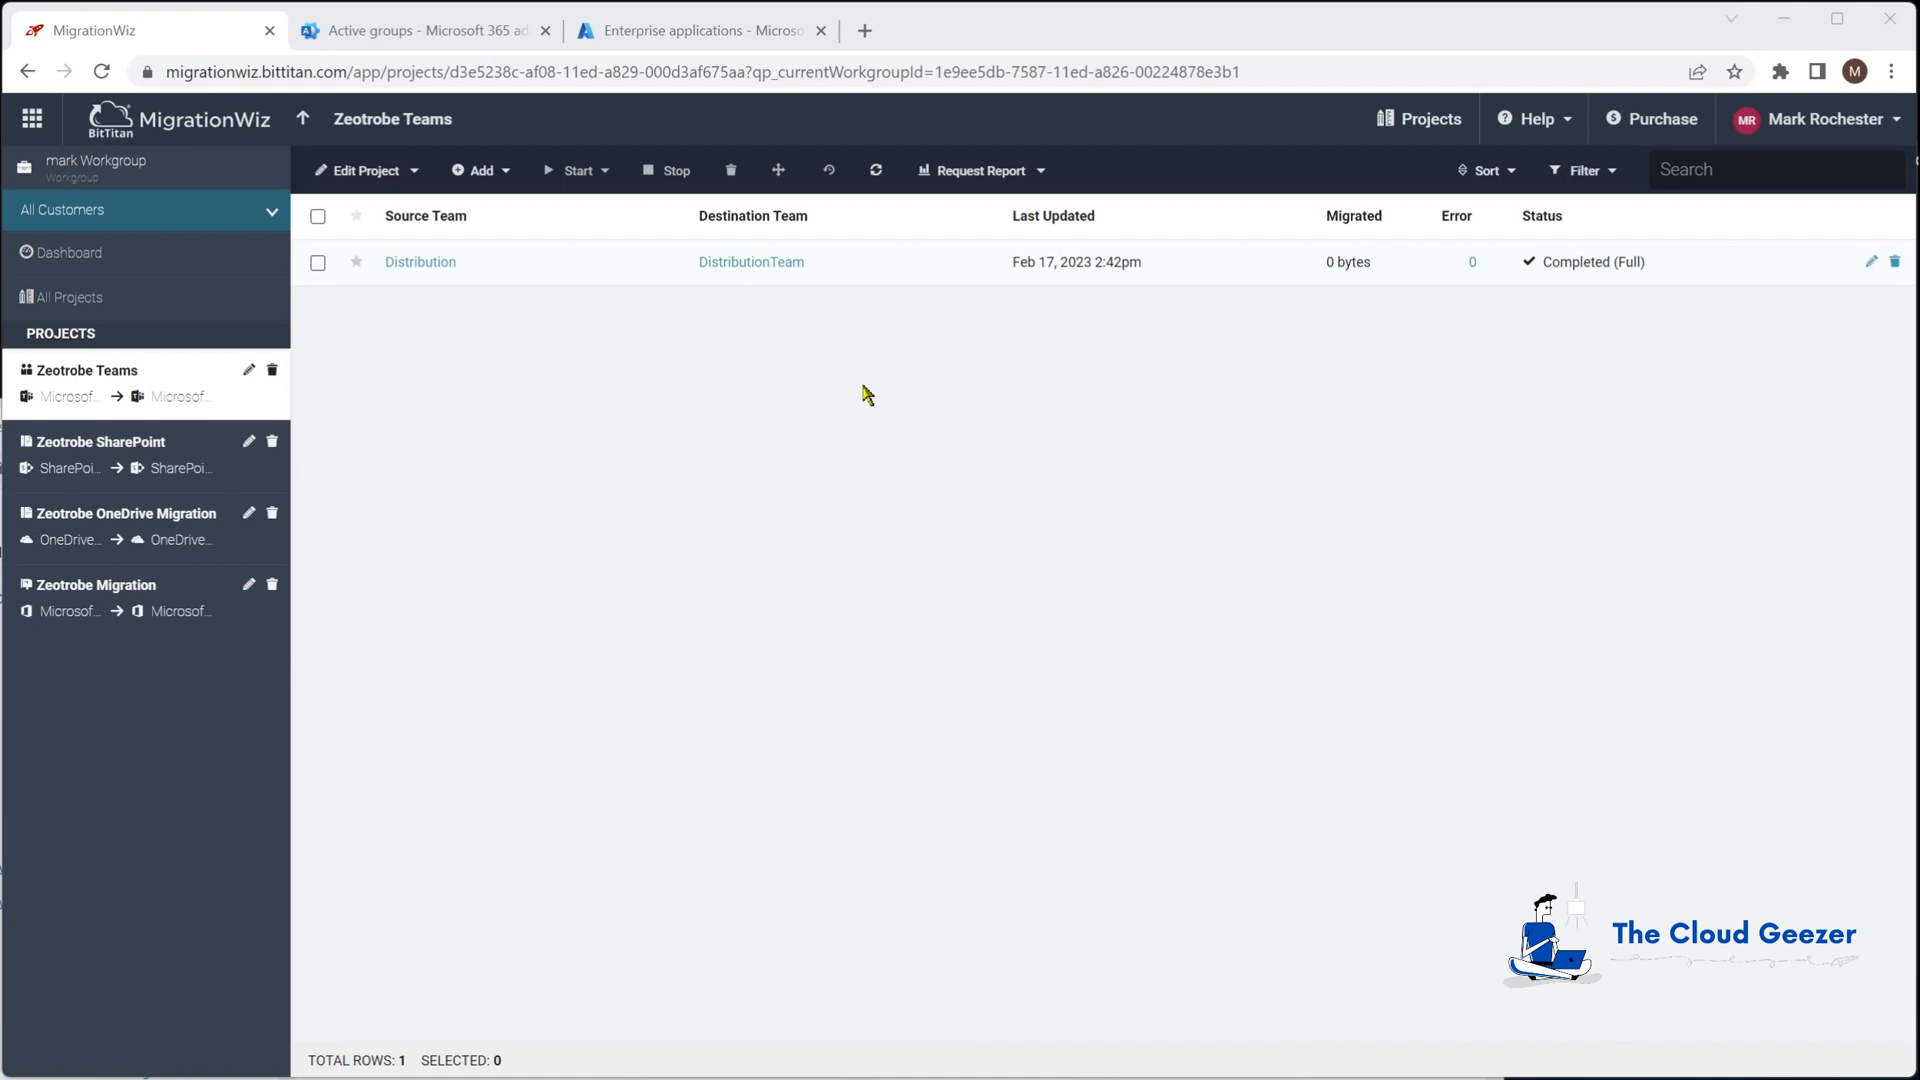 MigrationWiz
Active groups - Microsoft 365 ad
Enterprise applications - Microso
migrationwiz.bittitan.com/app/projects/d3e5238c-af08-11ed-a829-000d3af675aa?qp_currentWorkgroupId=1e9ee5db-7587-11ed-a826-00224878e3b1
M
BitTitan
MigrationWiz
Zeotrobe Teams
Projects
Help
Purchase
MR
Mark Rochester
mark Workgroup
Workgroup
Edit Project
Add
Start
Stop
Request Report
Sort
Filter
Search
All Customers
Dashboard
All Projects
PROJECTS
Zeotrobe Teams
Microsof... → Microsof...
Zeotrobe SharePoint
SharePoi... → SharePoi...
Zeotrobe OneDrive Migration
OneDrive... → OneDrive...
Zeotrobe Migration
Microsof... → Microsof...
Source Team Destination Team Last Updated Migrated Error Status
Distribution DistributionTeam Feb 17, 2023 2:42pm 0 bytes 0 Completed (Full)
The Cloud Geezer
TOTAL ROWS: 1 SELECTED: 0